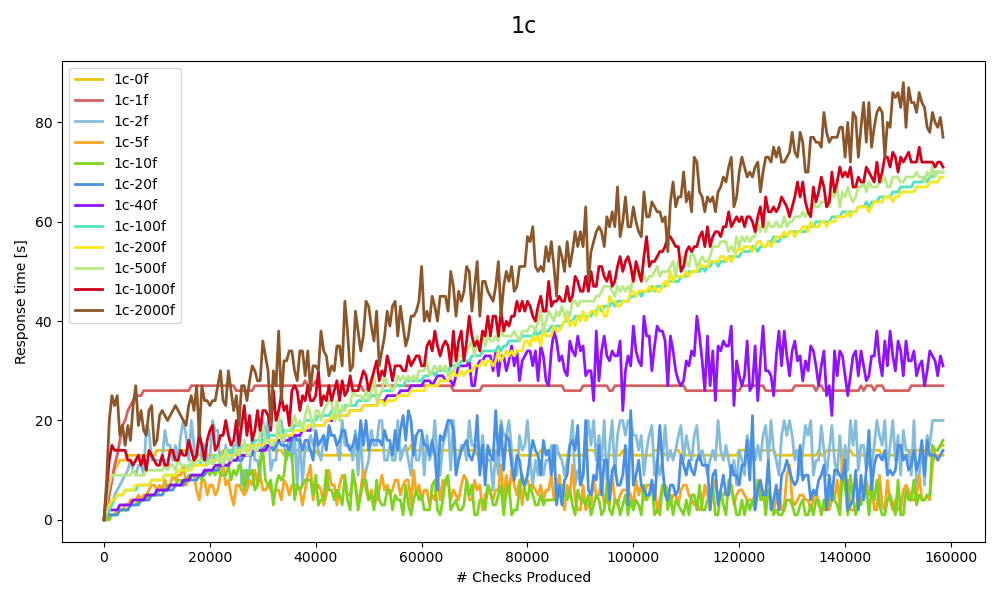 1c
1c-0f
1c-1f
1c-2f
1c-5f
1c-10f
1c-20f
1c-40f
1c-100f
1c-200f
1c-500f
1c-1000f
1c-2000f
Response time [s]
80
60
40
20
0
0 20000 40000 60000 80000 100000 120000 140000 160000
# Checks Produced